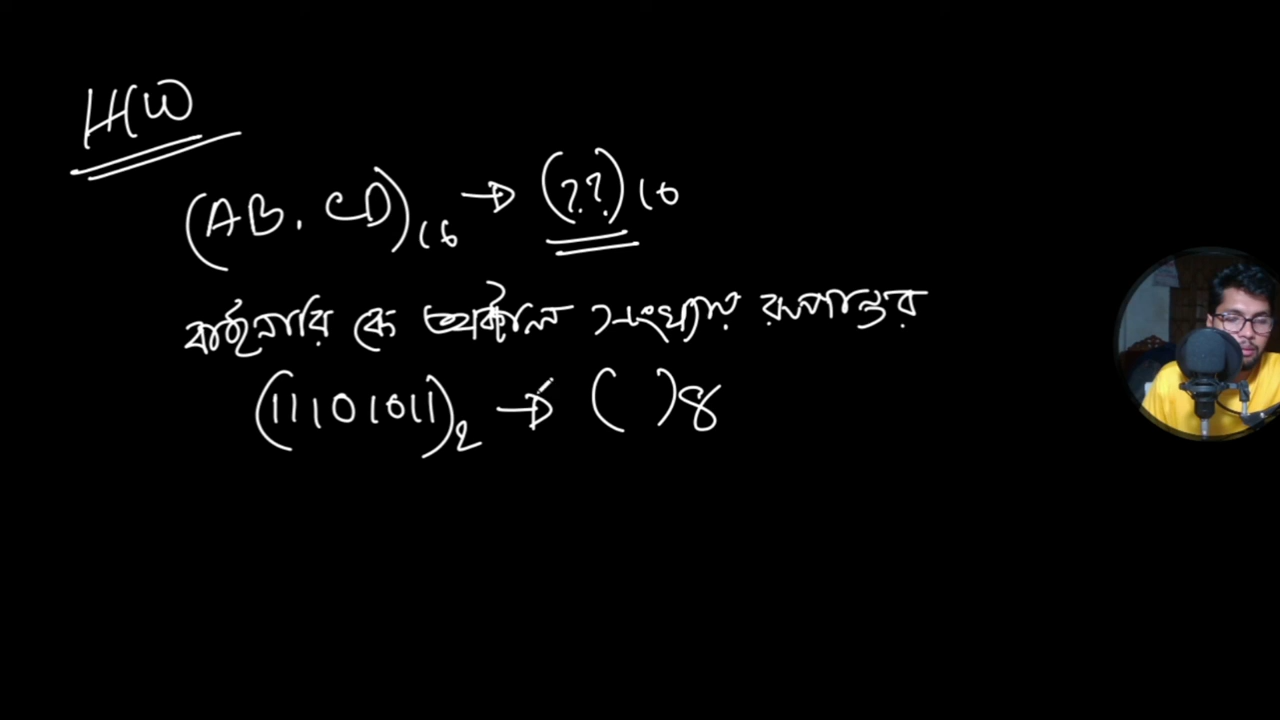 HW
(AB.CD)16 → (??)10
বাইনারি কে অক্টাল সংখ্যায় রূপান্তর
(11101011)2 → ( )8